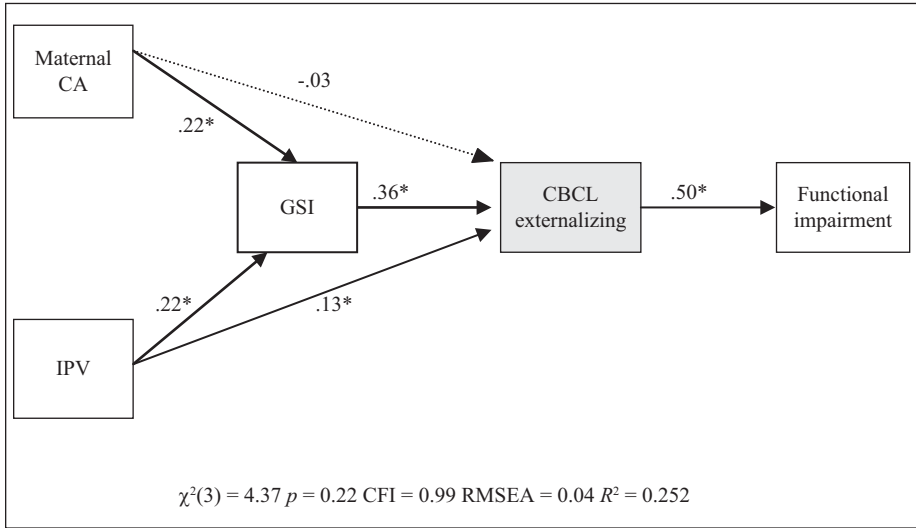 Maternal
CA
-.03
.22*
GSI
.36*
CBCL
externalizing
.50*
Functional
impairment
.22*
.13*
IPV
χ²(3) = 4.37 p = 0.22 CFI = 0.99 RMSEA = 0.04 R² = 0.252